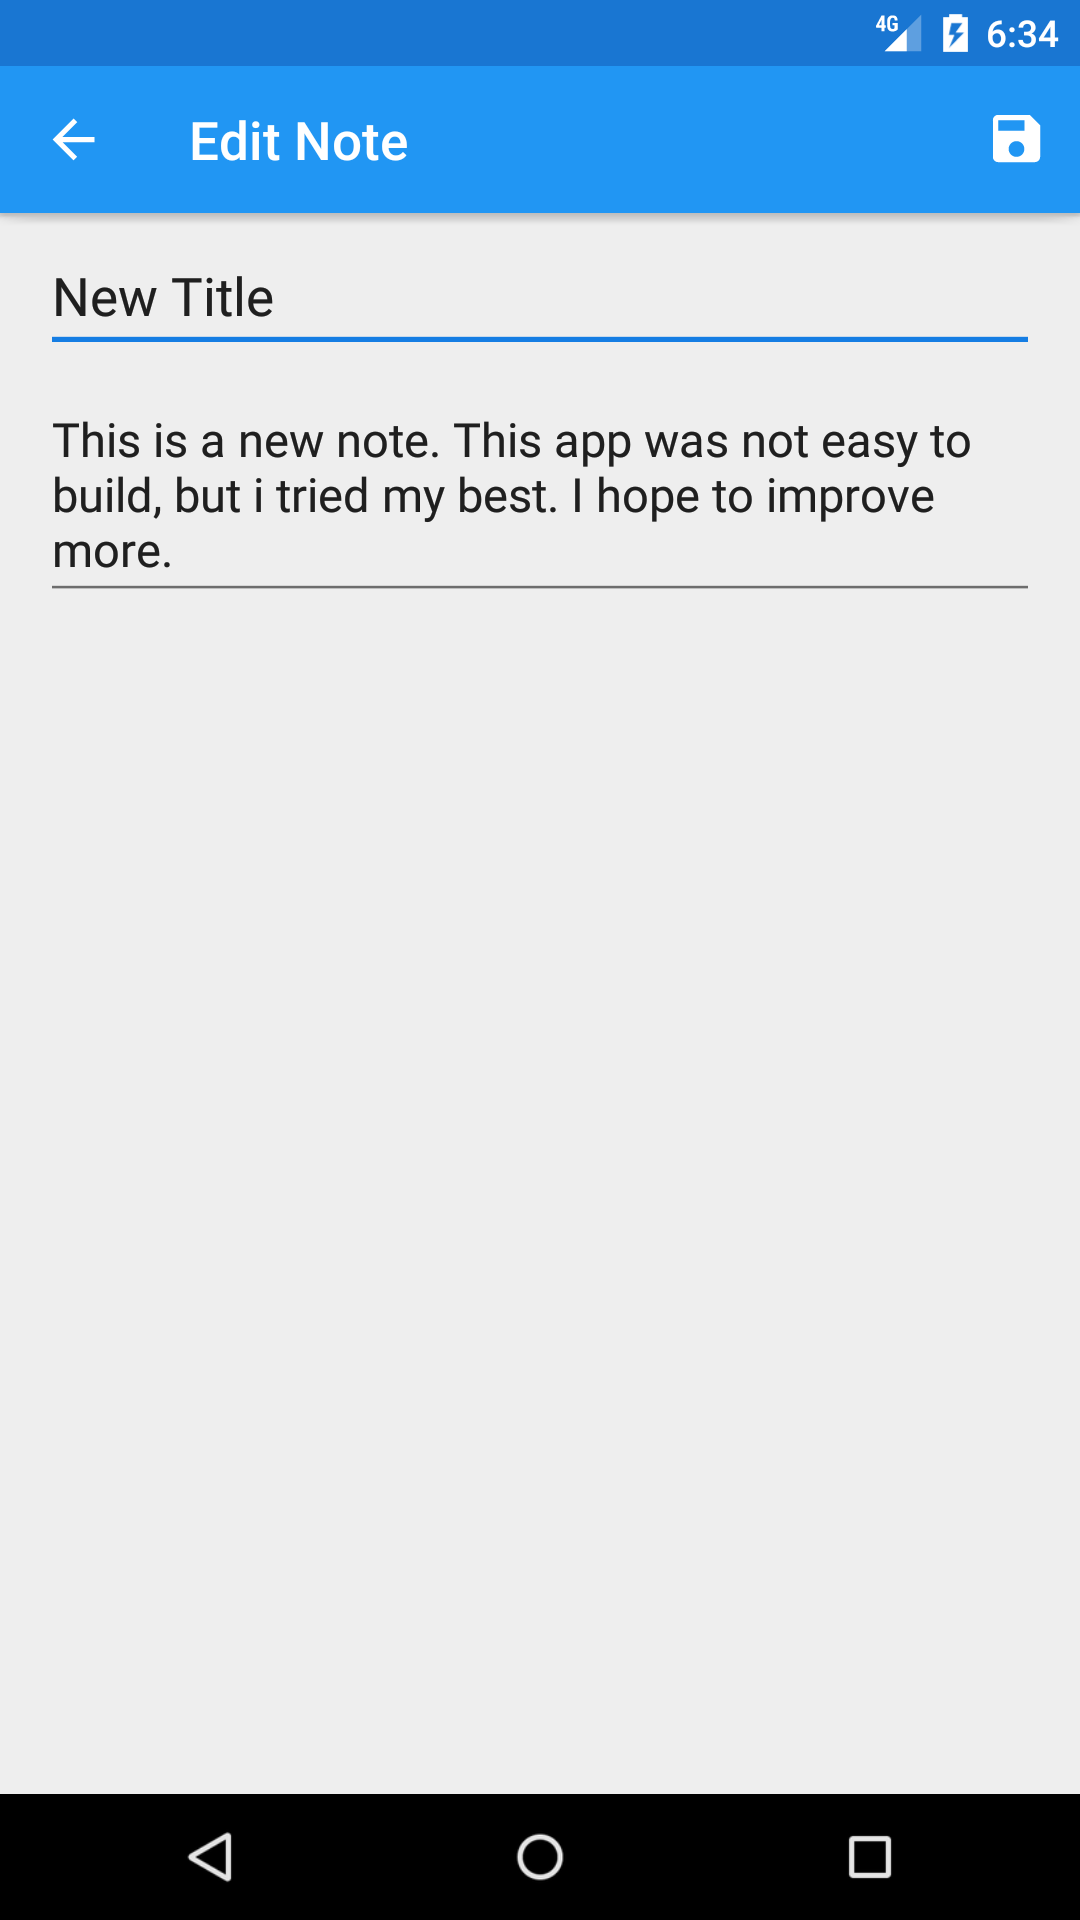 4G 6:34
Edit Note
New Title
This is a new note. This app was not easy to
build, but i tried my best. I hope to improve
more.